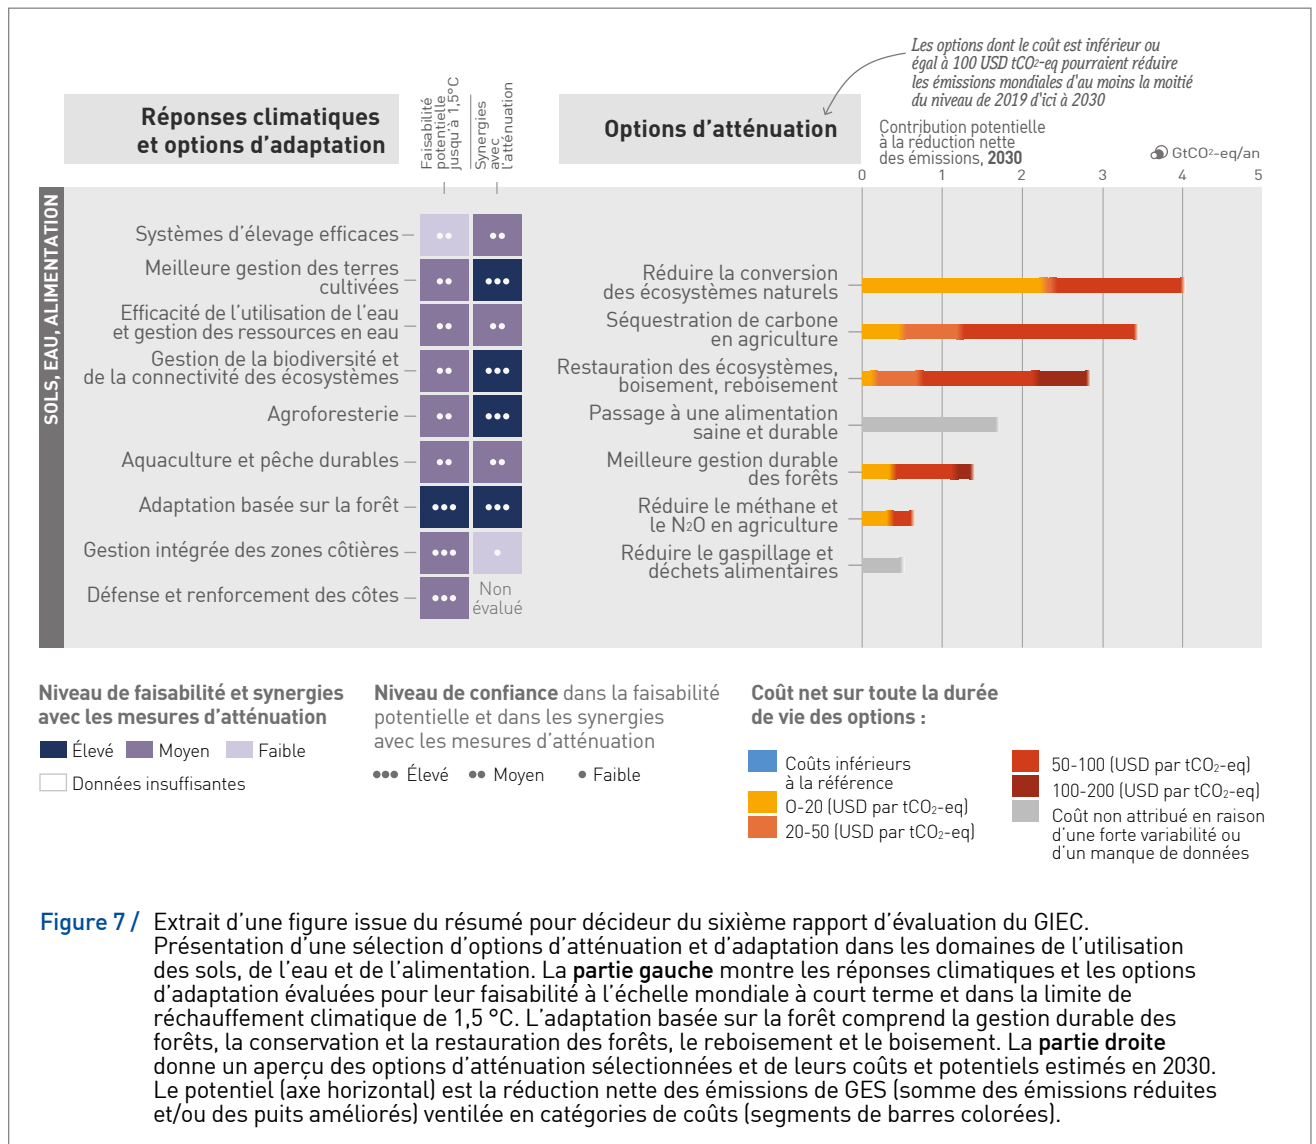 Les options dont le coût est inférieur ou
égal à 100 USD tCO2-eq pourraient réduire
les émissions mondiales d'au moins la moitié
du niveau de 2019 d'ici à 2030
Réponses climatiques
et options d'adaptation
Faisabilité
potentielle
jusqu'à 1,5°C
Synergies
avec
l'atténuation
Options d'atténuation
Contribution potentielle
à la réduction nette
des émissions, 2030
GtCO2-eq/an
0 1 2 3 4 5
SOLS, EAU, ALIMENTATION
Systèmes d'élevage efficaces
Meilleure gestion des terres
cultivées
Efficacité de l'utilisation de l'eau
et gestion des ressources en eau
Gestion de la biodiversité et
de la connectivité des écosystèmes
Agroforesterie
Aquaculture et pêche durables
Adaptation basée sur la forêt
Gestion intégrée des zones côtières
Défense et renforcement des côtes
Non
évalué
Réduire la conversion
des écosystèmes naturels
Séquestration de carbone
en agriculture
Restauration des écosystèmes,
boisement, reboisement
Passage à une alimentation
saine et durable
Meilleure gestion durable
des forêts
Réduire le méthane et
le N2O en agriculture
Réduire le gaspillage et
déchets alimentaires
Niveau de faisabilité et synergies
avec les mesures d'atténuation
Élevé Moyen Faible
Données insuffisantes
Niveau de confiance dans la faisabilité
potentielle et dans les synergies
avec les mesures d'atténuation
••• Élevé •• Moyen • Faible
Coût net sur toute la durée
de vie des options :
Coûts inférieurs
à la référence
0-20 (USD par tCO2-eq)
20-50 (USD par tCO2-eq)
50-100 (USD par tCO2-eq)
100-200 (USD par tCO2-eq)
Coût non attribué en raison
d'une forte variabilité ou
d'un manque de données
Figure 7 / Extrait d'une figure issue du résumé pour décideur du sixième rapport d'évaluation du GIEC.
Présentation d'une sélection d'options d'atténuation et d'adaptation dans les domaines de l'utilisation
des sols, de l'eau et de l'alimentation. La partie gauche montre les réponses climatiques et les options
d'adaptation évaluées pour leur faisabilité à l'échelle mondiale à court terme et dans la limite de
réchauffement climatique de 1,5 °C. L'adaptation basée sur la forêt comprend la gestion durable des
forêts, la conservation et la restauration des forêts, le reboisement et le boisement. La partie droite
donne un aperçu des options d'atténuation sélectionnées et de leurs coûts et potentiels estimés en 2030.
Le potentiel (axe horizontal) est la réduction nette des émissions de GES (somme des émissions réduites
et/ou des puits améliorés) ventilée en catégories de coûts (segments de barres colorées).